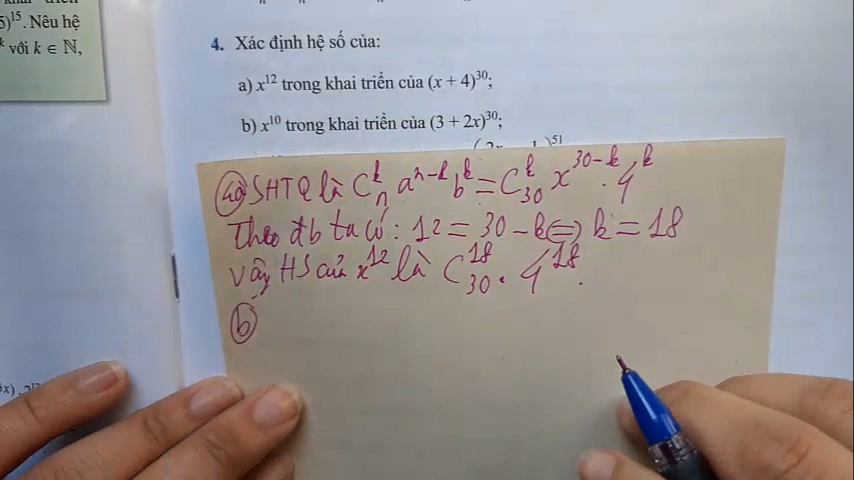 5)¹⁵. Nêu hệ
ᵏ với k ∈ ℕ,
4. Xác định hệ số của:
a) x¹² trong khai triển của (x + 4)³⁰;
b) x¹⁰ trong khai triển của (3 + 2x)³⁰;
4a) SHTQ là Cₙᵏ aⁿ⁻ᵏ bᵏ = C₃₀ᵏ x³⁰⁻ᵏ . 4ᵏ
Theo đb ta có: 12 = 30 - k ⇔ k = 18
Vậy HS của x¹² là C₃₀¹⁸ . 4¹⁸.
b